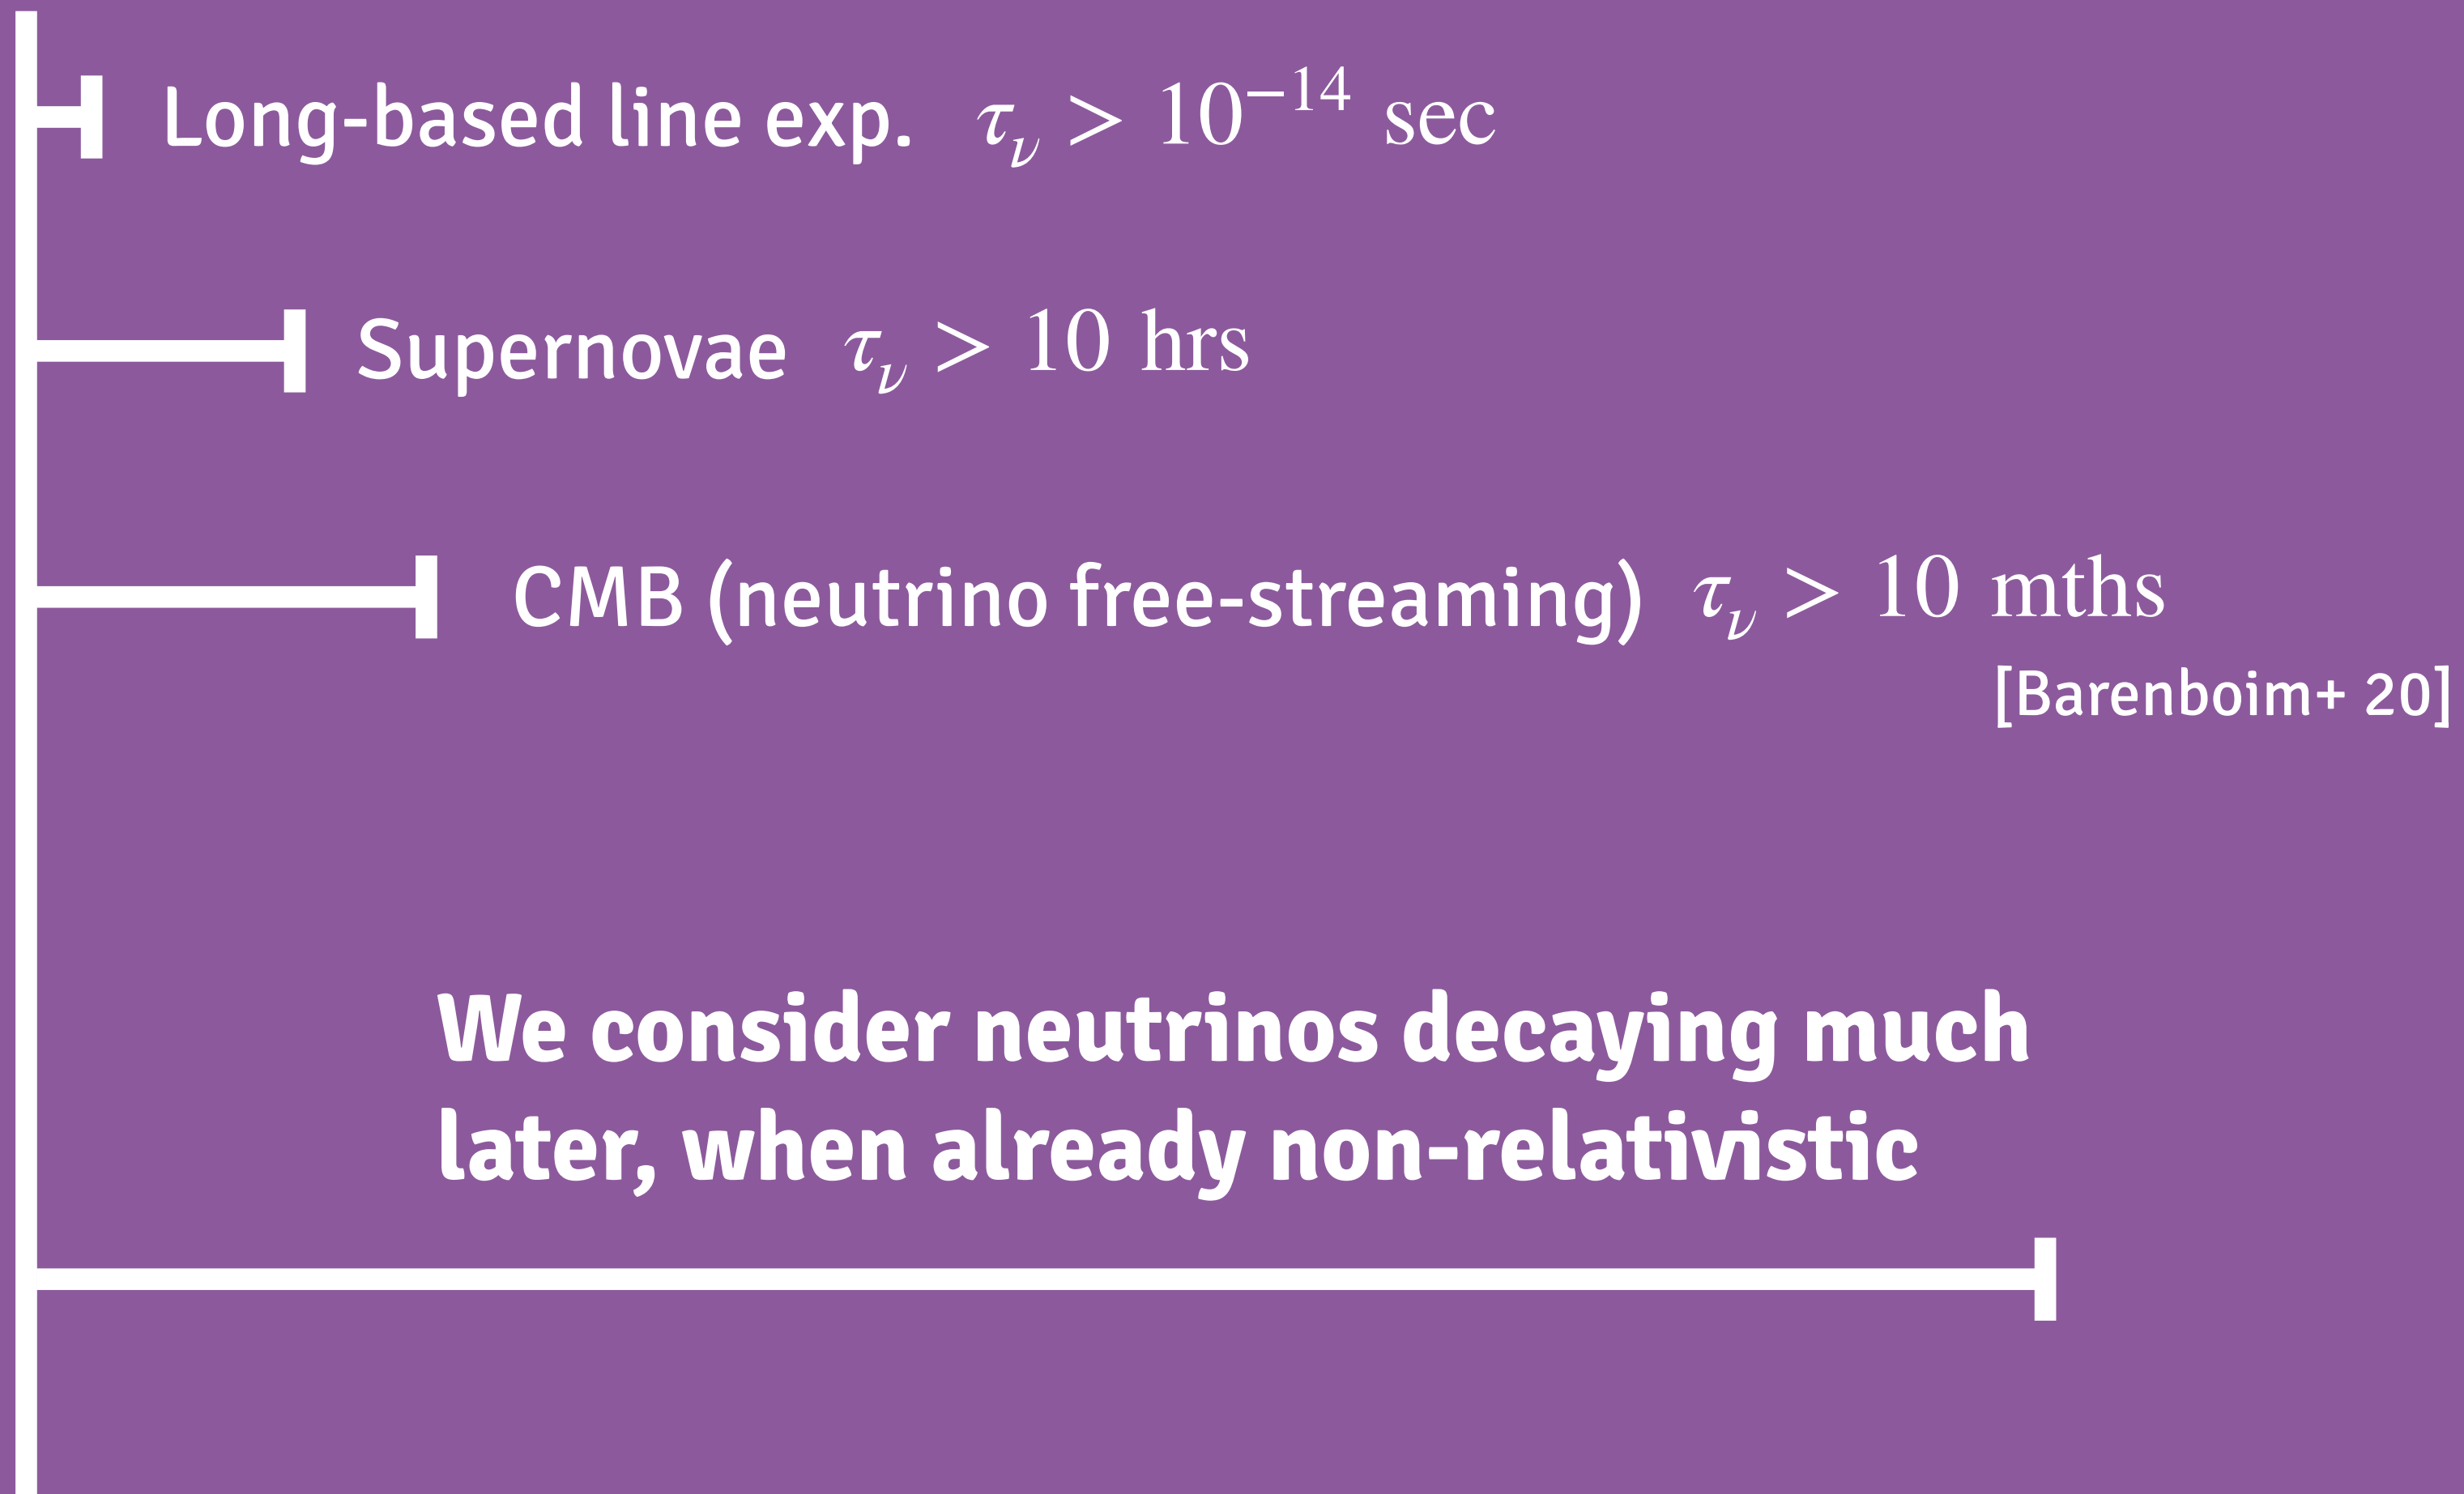 Long-based line exp. τ_ν > 10^−14 sec
Supernovae τ_ν > 10 hrs
CMB (neutrino free-streaming) τ_ν > 10 mths
[Barenboim+ 20]
We consider neutrinos decaying much
later, when already non-relativistic